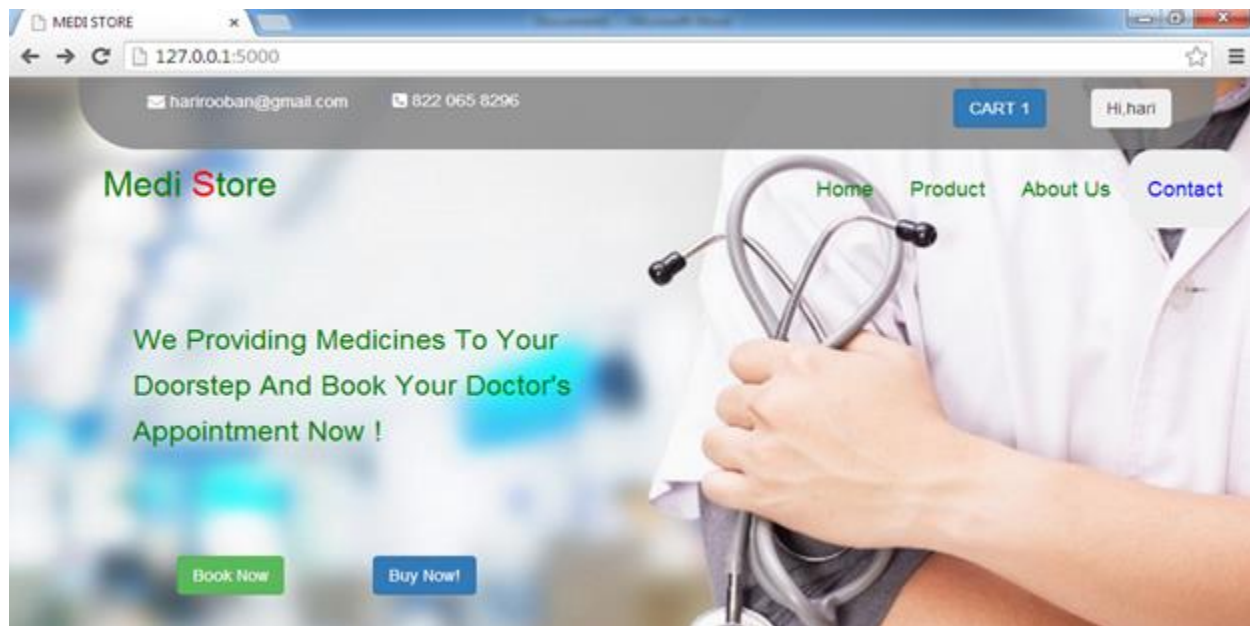 MEDI STORE
127.0.0.1:5000
harirooban@gmail.com 822 065 8296 CART 1 Hi,hari
Medi Store Home Product About Us Contact
We Providing Medicines To Your
Doorstep And Book Your Doctor's
Appointment Now !
Book Now Buy Now!